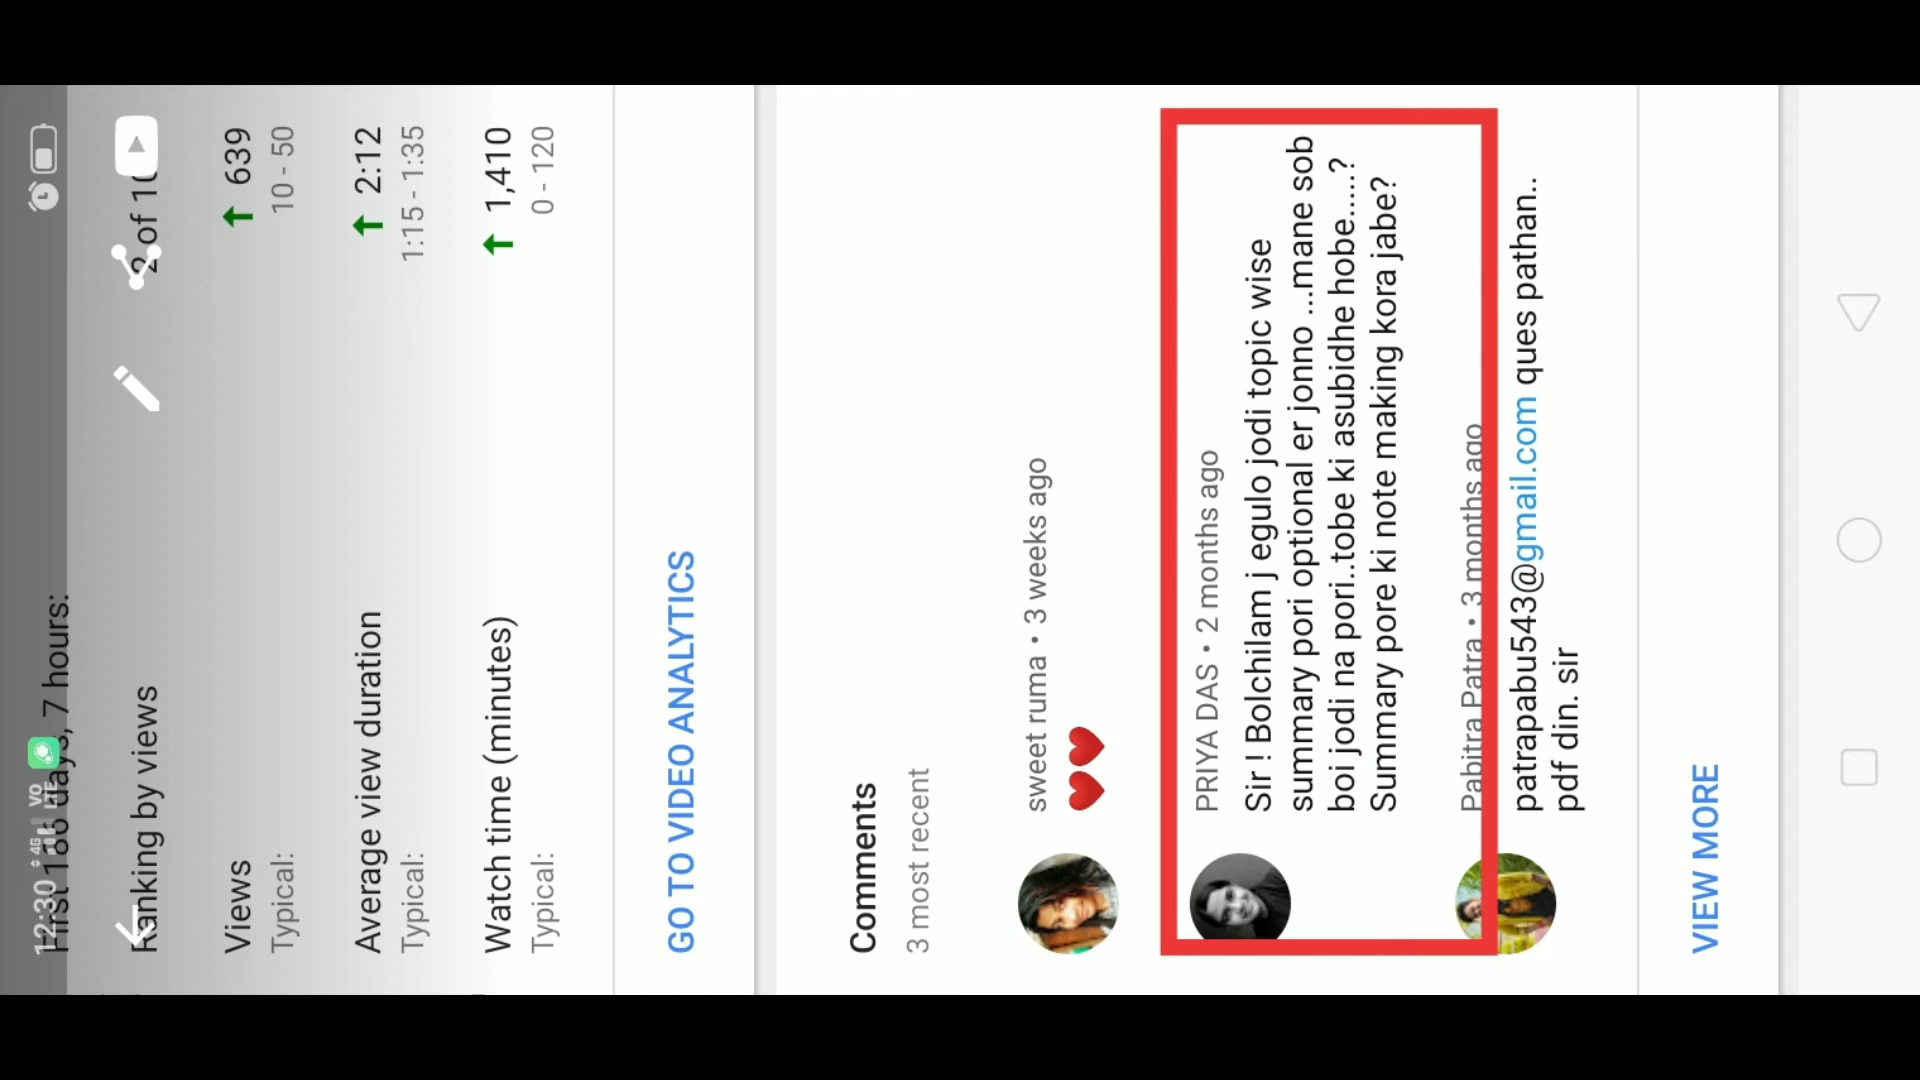 12:30 4G VO LTE
First 186 days, 7 hours:
Ranking by views 2 of 10
Views 639
Typical: 10 - 50
Average view duration 2:12
Typical: 1:15 - 1:35
Watch time (minutes) 1,410
Typical: 0 - 120
GO TO VIDEO ANALYTICS
Comments
3 most recent
sweet ruma • 3 weeks ago
PRIYA DAS • 2 months ago
Sir ! Bolchilam j egulo jodi topic wise
summary pori optional er jonno ...mane sob
boi jodi na pori..tobe ki asubidhe hobe......?
Summary pore ki note making kora jabe?
Pabitra Patra • 3 months ago
patrapabu543@gmail.com ques pathan..
pdf din. sir
VIEW MORE